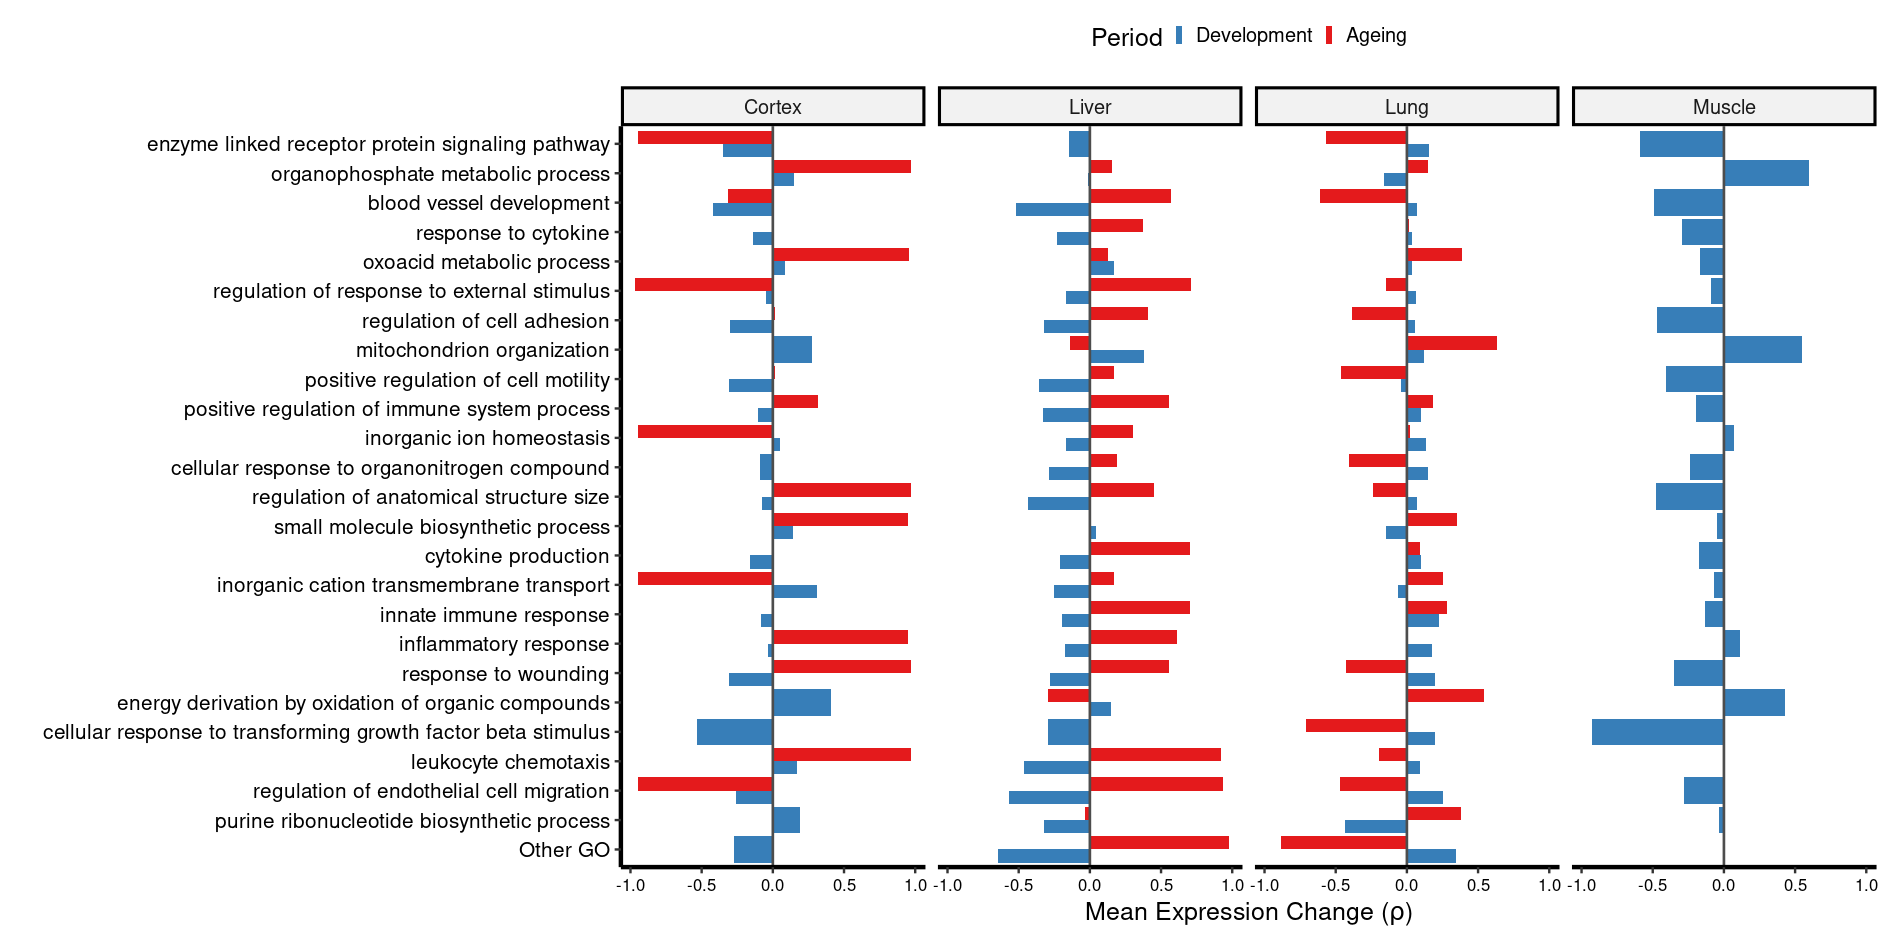 Period Development Ageing
Cortex Liver Lung Muscle
enzyme linked receptor protein signaling pathway
organophosphate metabolic process
blood vessel development
response to cytokine
oxoacid metabolic process
regulation of response to external stimulus
regulation of cell adhesion
mitochondrion organization
positive regulation of cell motility
positive regulation of immune system process
inorganic ion homeostasis
cellular response to organonitrogen compound
regulation of anatomical structure size
small molecule biosynthetic process
cytokine production
inorganic cation transmembrane transport
innate immune response
inflammatory response
response to wounding
energy derivation by oxidation of organic compounds
cellular response to transforming growth factor beta stimulus
leukocyte chemotaxis
regulation of endothelial cell migration
purine ribonucleotide biosynthetic process
Other GO
-1.0 -0.5 0.0 0.5 1.0 -1.0 -0.5 0.0 0.5 1.0 -1.0 -0.5 0.0 0.5 1.0 -1.0 -0.5 0.0 0.5 1.0
Mean Expression Change (ρ)